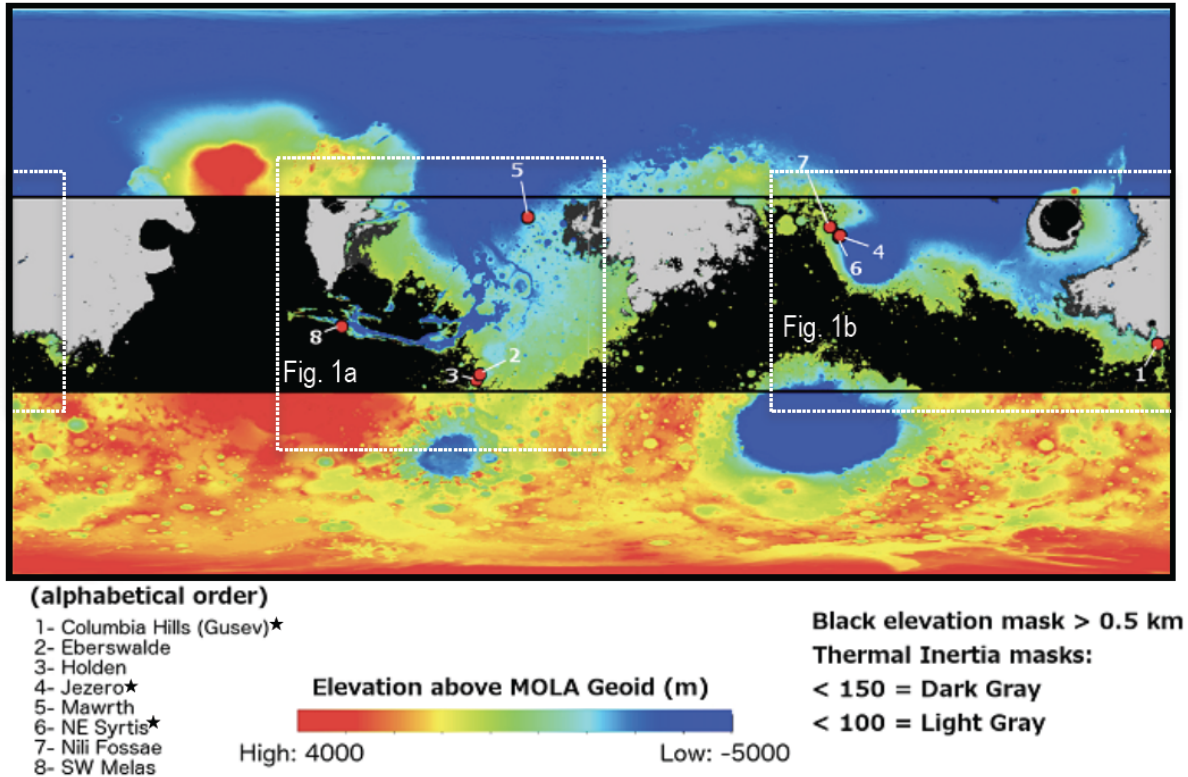 7
5
4
6
8
Fig. 1a
2
3
Fig. 1b
1
(alphabetical order)
1- Columbia Hills (Gusev)★
2- Eberswalde
3- Holden
4- Jezero★
5- Mawrth
6- NE Syrtis★
7- Nili Fossae
8- SW Melas
Elevation above MOLA Geoid (m)
High: 4000
Low: -5000
Black elevation mask > 0.5 km
Thermal Inertia masks:
< 150 = Dark Gray
< 100 = Light Gray